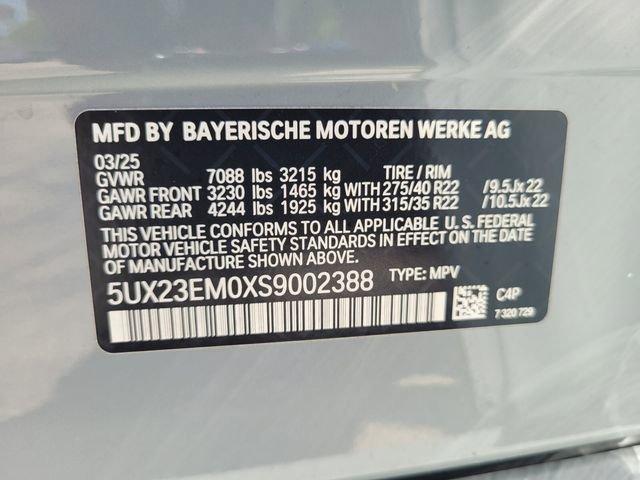 MFD BY BAYERISCHE MOTOREN WERKE AG
03/25
GVWR 7088 lbs 3215 kg TIRE / RIM
GAWR FRONT 3230 lbs 1465 kg WITH 275/40 R22 /9.5Jx22
GAWR REAR 4244 lbs 1925 kg WITH 315/35 R22 /10.5Jx22
THIS VEHICLE CONFORMS TO ALL APPLICABLE U. S. FEDERAL
MOTOR VEHICLE SAFETY STANDARDS IN EFFECT ON THE DATE
OF MANUFACTURE SHOWN ABOVE.
5UX23EM0XS9002388 TYPE: MPV
C4P
7 320 729